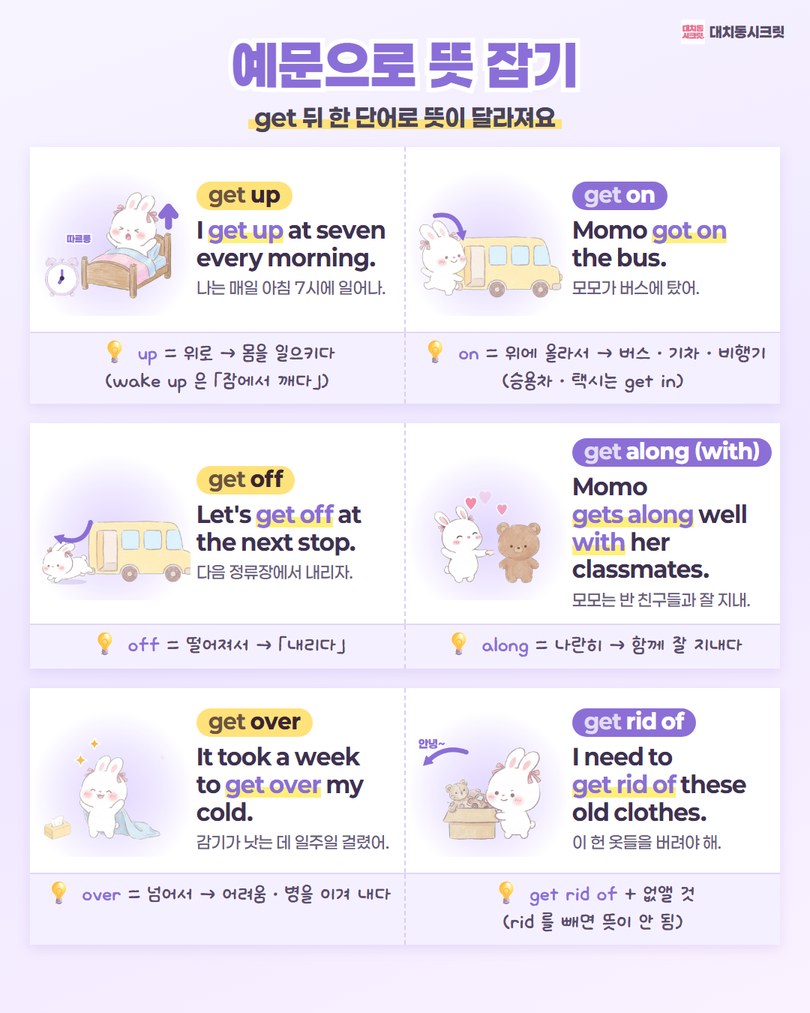 대치동시크릿 대치동시크릿
예문으로 뜻 잡기
get 뒤 한 단어로 뜻이 달라져요
get up
I get up at seven
every morning.
나는 매일 아침 7시에 일어나.
따르릉
up = 위로 → 몸을 일으키다
(wake up 은 「잠에서 깨다」)
get on
Momo got on
the bus.
모모가 버스에 탔어.
on = 위에 올라서 → 버스 · 기차 · 비행기
(승용차 · 택시는 get in)
get off
Let's get off at
the next stop.
다음 정류장에서 내리자.
off = 떨어져서 → 「내리다」
get along (with)
Momo
gets along well
with her
classmates.
모모는 반 친구들과 잘 지내.
along = 나란히 → 함께 잘 지내다
get over
It took a week
to get over my
cold.
감기가 낫는 데 일주일 걸렸어.
over = 넘어서 → 어려움 · 병을 이겨 내다
get rid of
안녕~
I need to
get rid of these
old clothes.
이 헌 옷들을 버려야 해.
get rid of + 없앨 것
(rid 를 빼면 뜻이 안 됨)